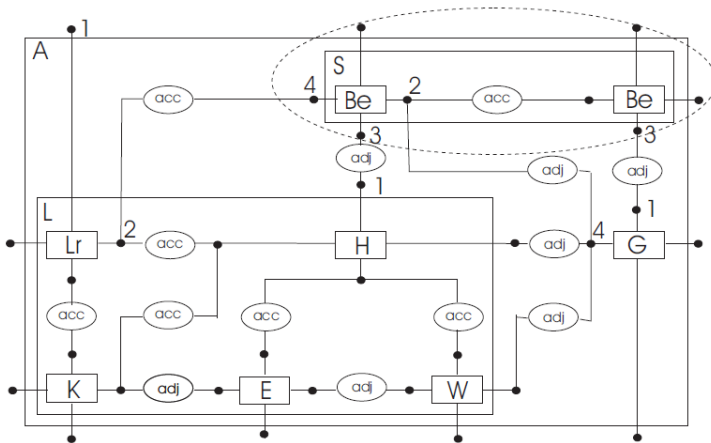 1
A
S
acc 4 Be 2 acc Be
3 3
adj adj adj
L 1 1
Lr 2 acc H adj 4 G
acc acc acc acc adj
K adj E adj W